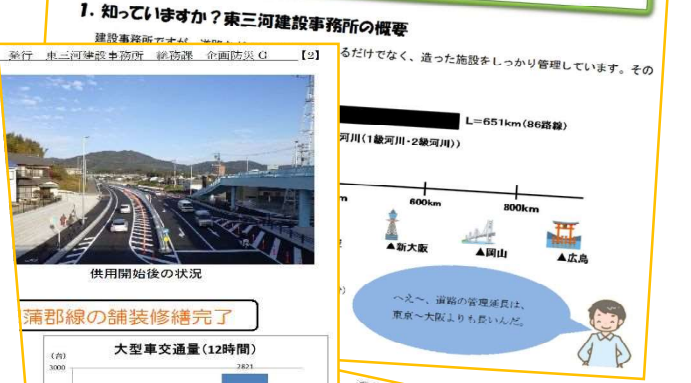 1. 知っていますか？東三河建設事務所の概要
建設事務所ですが
るだけでなく、造った施設をしっかり管理しています。その
L=651km(86路線)
河川(1級河川・2級河川))
600km
800km
▲新大阪
▲岡山
▲広島
へえ〜、道路の管理延長は、
東京〜大阪よりも長いんだ。
発行 東三河建設事務所 総務課 企画防災G 【2】
供用開始後の状況
蒲郡線の舗装修繕完了
大型車交通量(12時間)
(台)
3000
2821